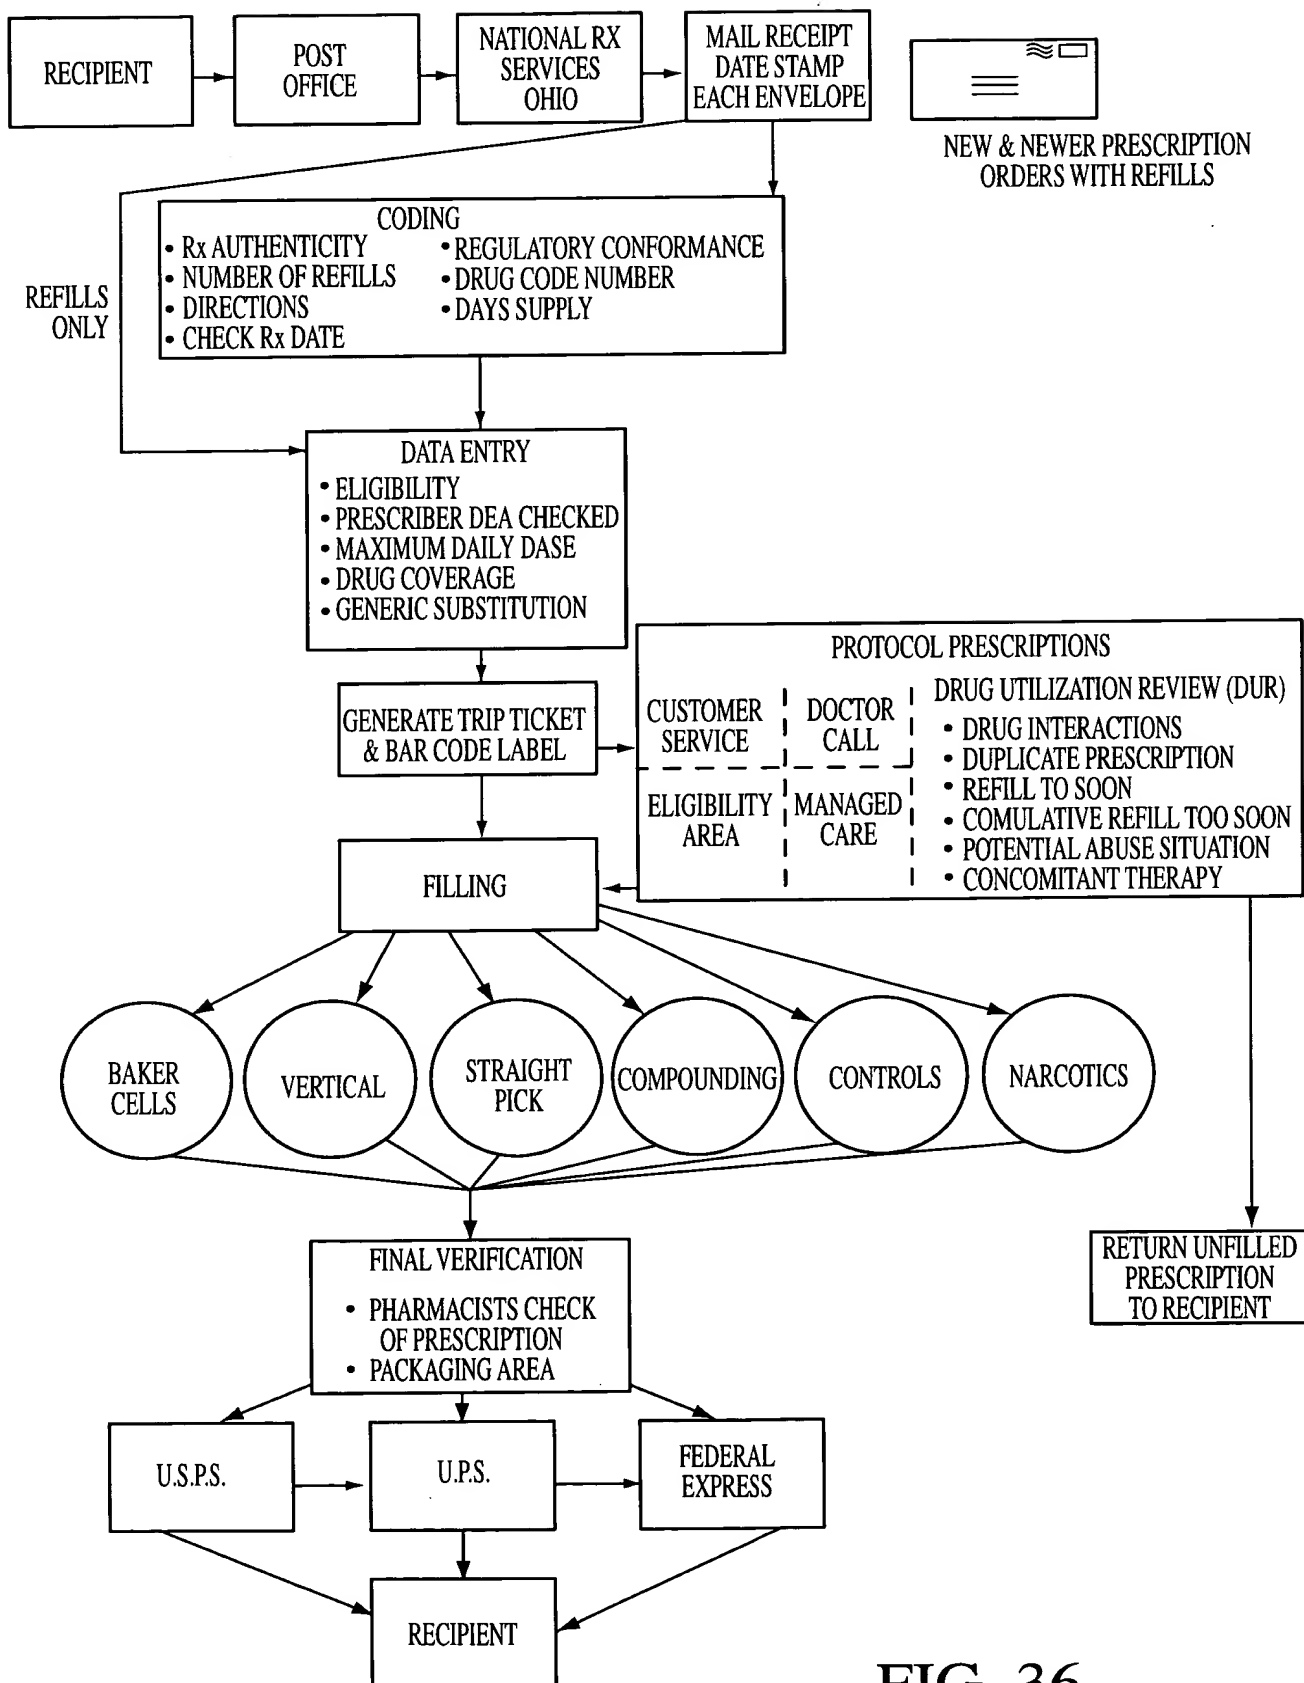 RECIPIENT
POST
OFFICE
NATIONAL RX
SERVICES
OHIO
MAIL RECEIPT
DATE STAMP
EACH ENVELOPE
NEW & NEWER PRESCRIPTION
ORDERS WITH REFILLS
REFILLS
ONLY
CODING
• Rx AUTHENTICITY
• NUMBER OF REFILLS
• DIRECTIONS
• CHECK Rx DATE
• REGULATORY CONFORMANCE
• DRUG CODE NUMBER
• DAYS SUPPLY
DATA ENTRY
• ELIGIBILITY
• PRESCRIBER DEA CHECKED
• MAXIMUM DAILY DASE
• DRUG COVERAGE
• GENERIC SUBSTITUTION
GENERATE TRIP TICKET
& BAR CODE LABEL
PROTOCOL PRESCRIPTIONS
CUSTOMER
SERVICE
DOCTOR
CALL
ELIGIBILITY
AREA
MANAGED
CARE
DRUG UTILIZATION REVIEW (DUR)
• DRUG INTERACTIONS
• DUPLICATE PRESCRIPTION
• REFILL TO SOON
• COMULATIVE REFILL TOO SOON
• POTENTIAL ABUSE SITUATION
• CONCOMITANT THERAPY
FILLING
BAKER
CELLS
VERTICAL
STRAIGHT
PICK
COMPOUNDING
CONTROLS
NARCOTICS
FINAL VERIFICATION
• PHARMACISTS CHECK
OF PRESCRIPTION
• PACKAGING AREA
RETURN UNFILLED
PRESCRIPTION
TO RECIPIENT
U.S.P.S.
U.P.S.
FEDERAL
EXPRESS
RECIPIENT
FIG. 36